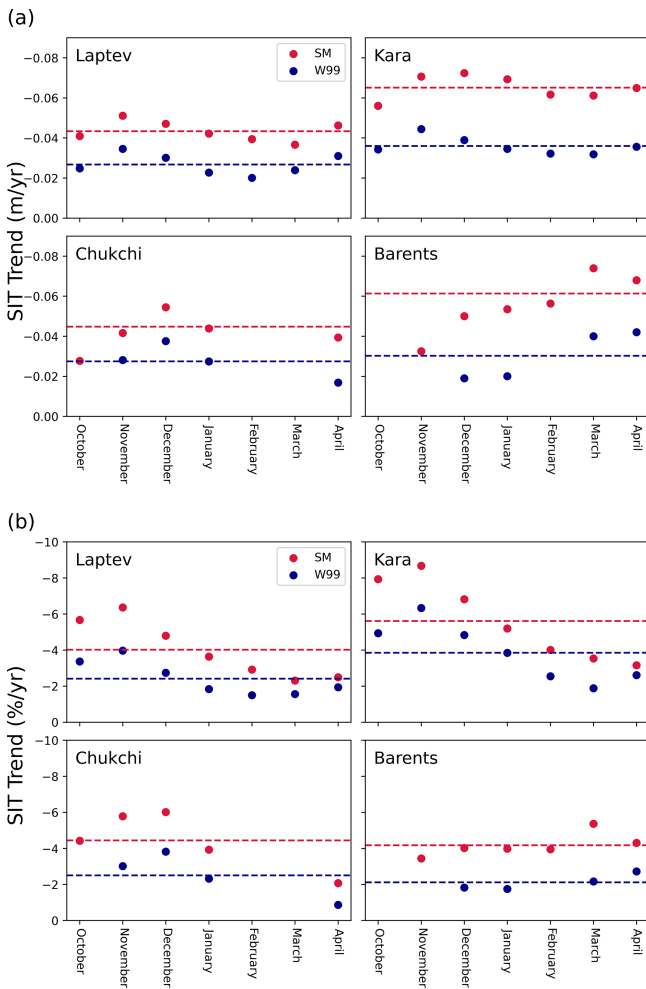 (a)
SIT Trend (m/yr)
Laptev
SM
W99
−0.08
−0.06
−0.04
−0.02
0.00
Kara
Chukchi
−0.08
−0.06
−0.04
−0.02
0.00
October
November
December
January
February
March
April
Barents
October
November
December
January
February
March
April
(b)
SIT Trend (%/yr)
Laptev
SM
W99
−10
−8
−6
−4
−2
0
Kara
Chukchi
−10
−8
−6
−4
−2
0
October
November
December
January
February
March
April
Barents
October
November
December
January
February
March
April